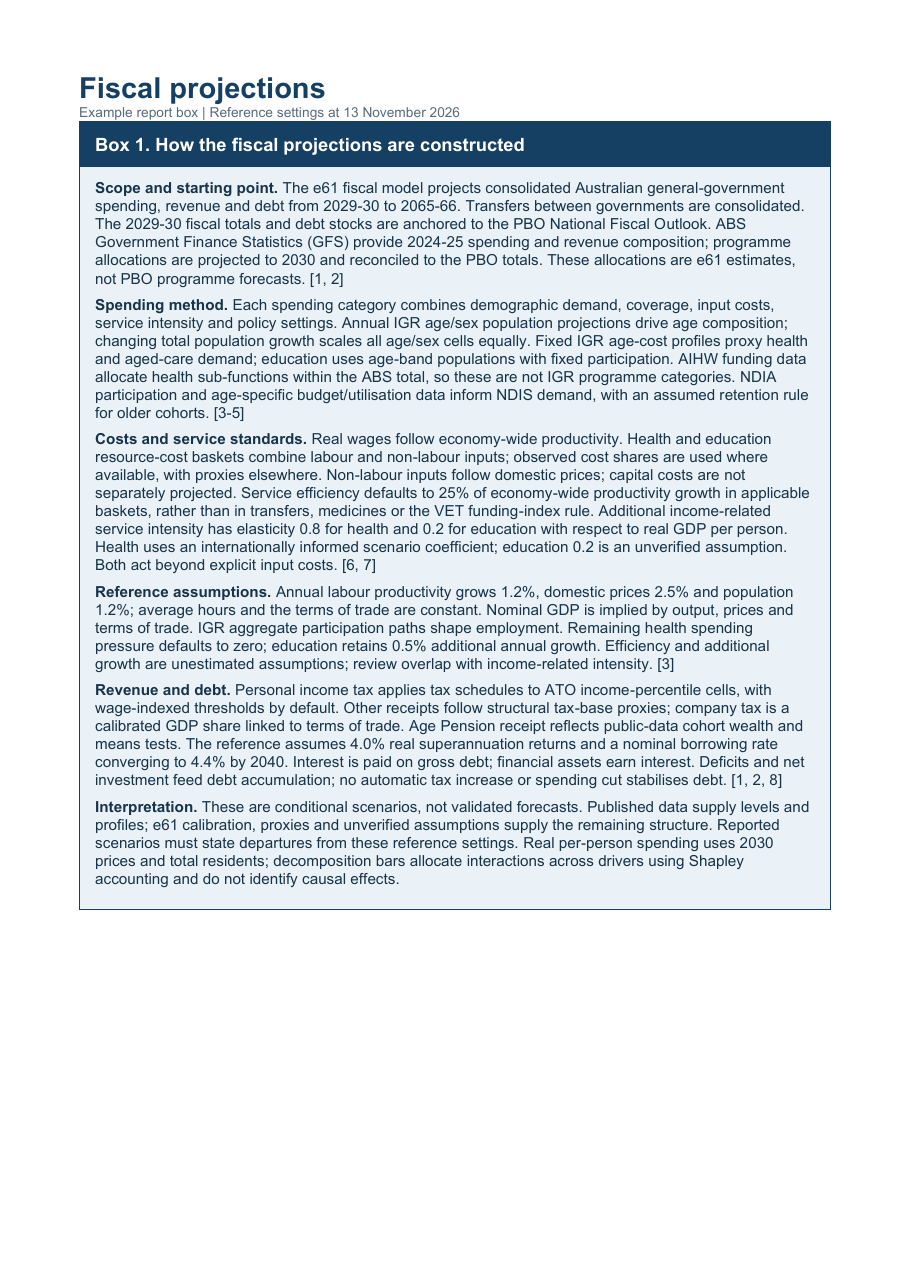 Fiscal projections
Example report box | Reference settings at 13 November 2026
Box 1. How the fiscal projections are constructed
Scope and starting point. The e61 fiscal model projects consolidated Australian general-government
spending, revenue and debt from 2029-30 to 2065-66. Transfers between governments are consolidated.
The 2029-30 fiscal totals and debt stocks are anchored to the PBO National Fiscal Outlook. ABS
Government Finance Statistics (GFS) provide 2024-25 spending and revenue composition; programme
allocations are projected to 2030 and reconciled to the PBO totals. These allocations are e61 estimates,
not PBO programme forecasts. [1, 2]
Spending method. Each spending category combines demographic demand, coverage, input costs,
service intensity and policy settings. Annual IGR age/sex population projections drive age composition;
changing total population growth scales all age/sex cells equally. Fixed IGR age-cost profiles proxy health
and aged-care demand; education uses age-band populations with fixed participation. AIHW funding data
allocate health sub-functions within the ABS total, so these are not IGR programme categories. NDIA
participation and age-specific budget/utilisation data inform NDIS demand, with an assumed retention rule
for older cohorts. [3-5]
Costs and service standards. Real wages follow economy-wide productivity. Health and education
resource-cost baskets combine labour and non-labour inputs; observed cost shares are used where
available, with proxies elsewhere. Non-labour inputs follow domestic prices; capital costs are not
separately projected. Service efficiency defaults to 25% of economy-wide productivity growth in applicable
baskets, rather than in transfers, medicines or the VET funding-index rule. Additional income-related
service intensity has elasticity 0.8 for health and 0.2 for education with respect to real GDP per person.
Health uses an internationally informed scenario coefficient; education 0.2 is an unverified assumption.
Both act beyond explicit input costs. [6, 7]
Reference assumptions. Annual labour productivity grows 1.2%, domestic prices 2.5% and population
1.2%; average hours and the terms of trade are constant. Nominal GDP is implied by output, prices and
terms of trade. IGR aggregate participation paths shape employment. Remaining health spending
pressure defaults to zero; education retains 0.5% additional annual growth. Efficiency and additional
growth are unestimated assumptions; review overlap with income-related intensity. [3]
Revenue and debt. Personal income tax applies tax schedules to ATO income-percentile cells, with
wage-indexed thresholds by default. Other receipts follow structural tax-base proxies; company tax is a
calibrated GDP share linked to terms of trade. Age Pension receipt reflects public-data cohort wealth and
means tests. The reference assumes 4.0% real superannuation returns and a nominal borrowing rate
converging to 4.4% by 2040. Interest is paid on gross debt; financial assets earn interest. Deficits and net
investment feed debt accumulation; no automatic tax increase or spending cut stabilises debt. [1, 2, 8]
Interpretation. These are conditional scenarios, not validated forecasts. Published data supply levels and
profiles; e61 calibration, proxies and unverified assumptions supply the remaining structure. Reported
scenarios must state departures from these reference settings. Real per-person spending uses 2030
prices and total residents; decomposition bars allocate interactions across drivers using Shapley
accounting and do not identify causal effects.